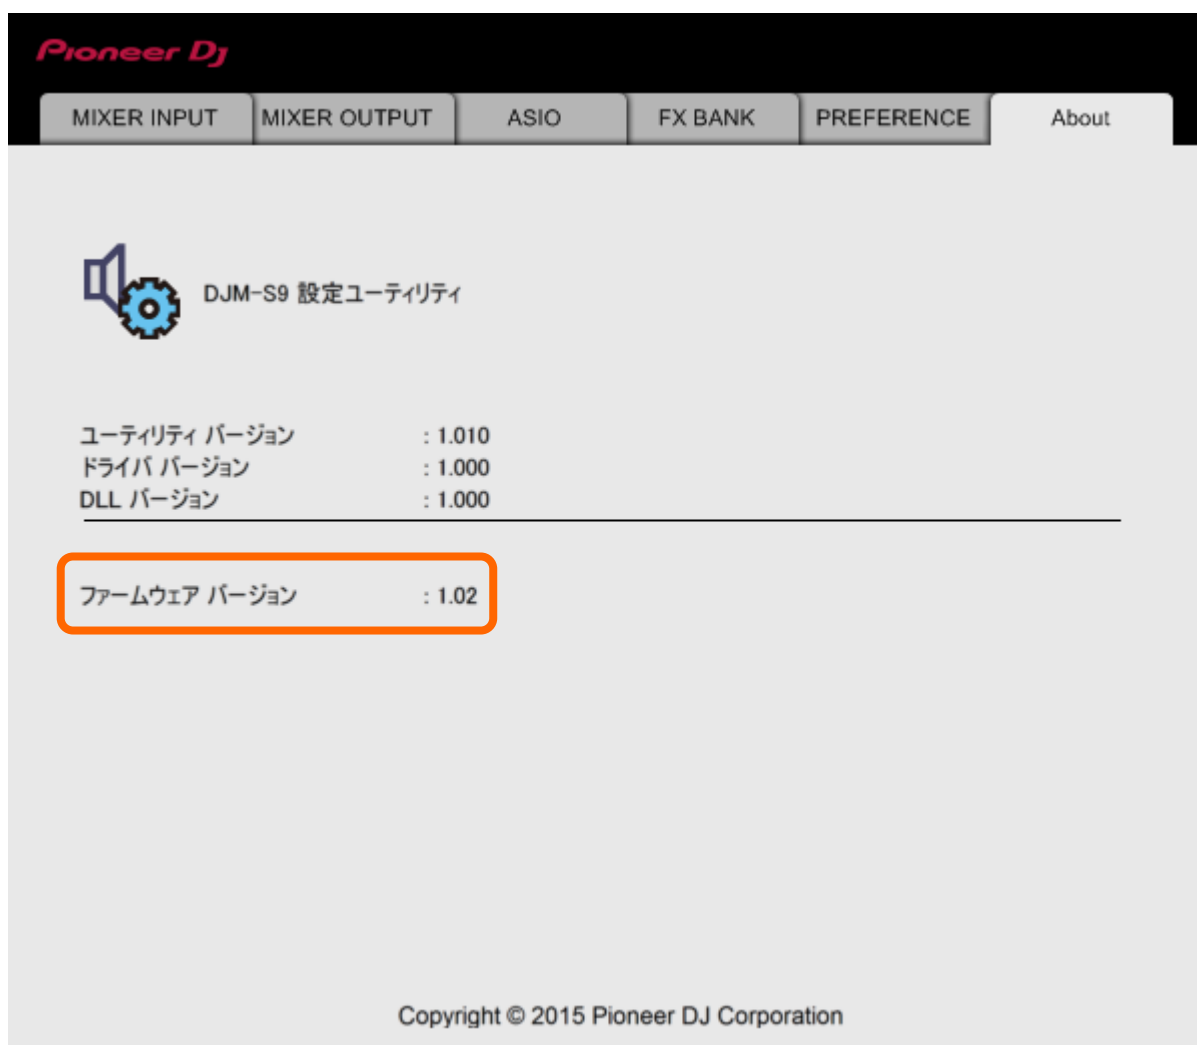 Pioneer Dj
MIXER INPUT MIXER OUTPUT ASIO FX BANK PREFERENCE About
DJM-S9 設定ユーティリティ
ユーティリティ バージョン : 1.010
ドライバ バージョン : 1.000
DLL バージョン : 1.000
ファームウェア バージョン : 1.02
Copyright © 2015 Pioneer DJ Corporation